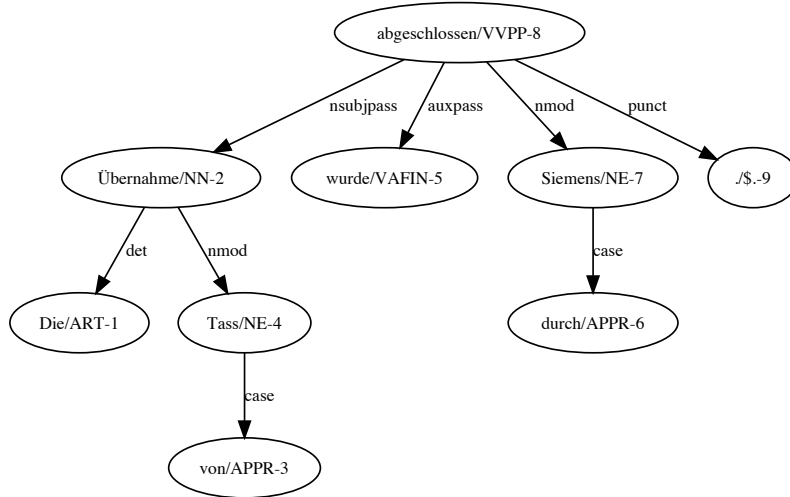 abgeschlossen/VVPP-8
nsubjpass
auxpass
nmod
punct
Übernahme/NN-2
wurde/VAFIN-5
Siemens/NE-7
./$.-9
det
nmod
case
Die/ART-1
Tass/NE-4
durch/APPR-6
case
von/APPR-3